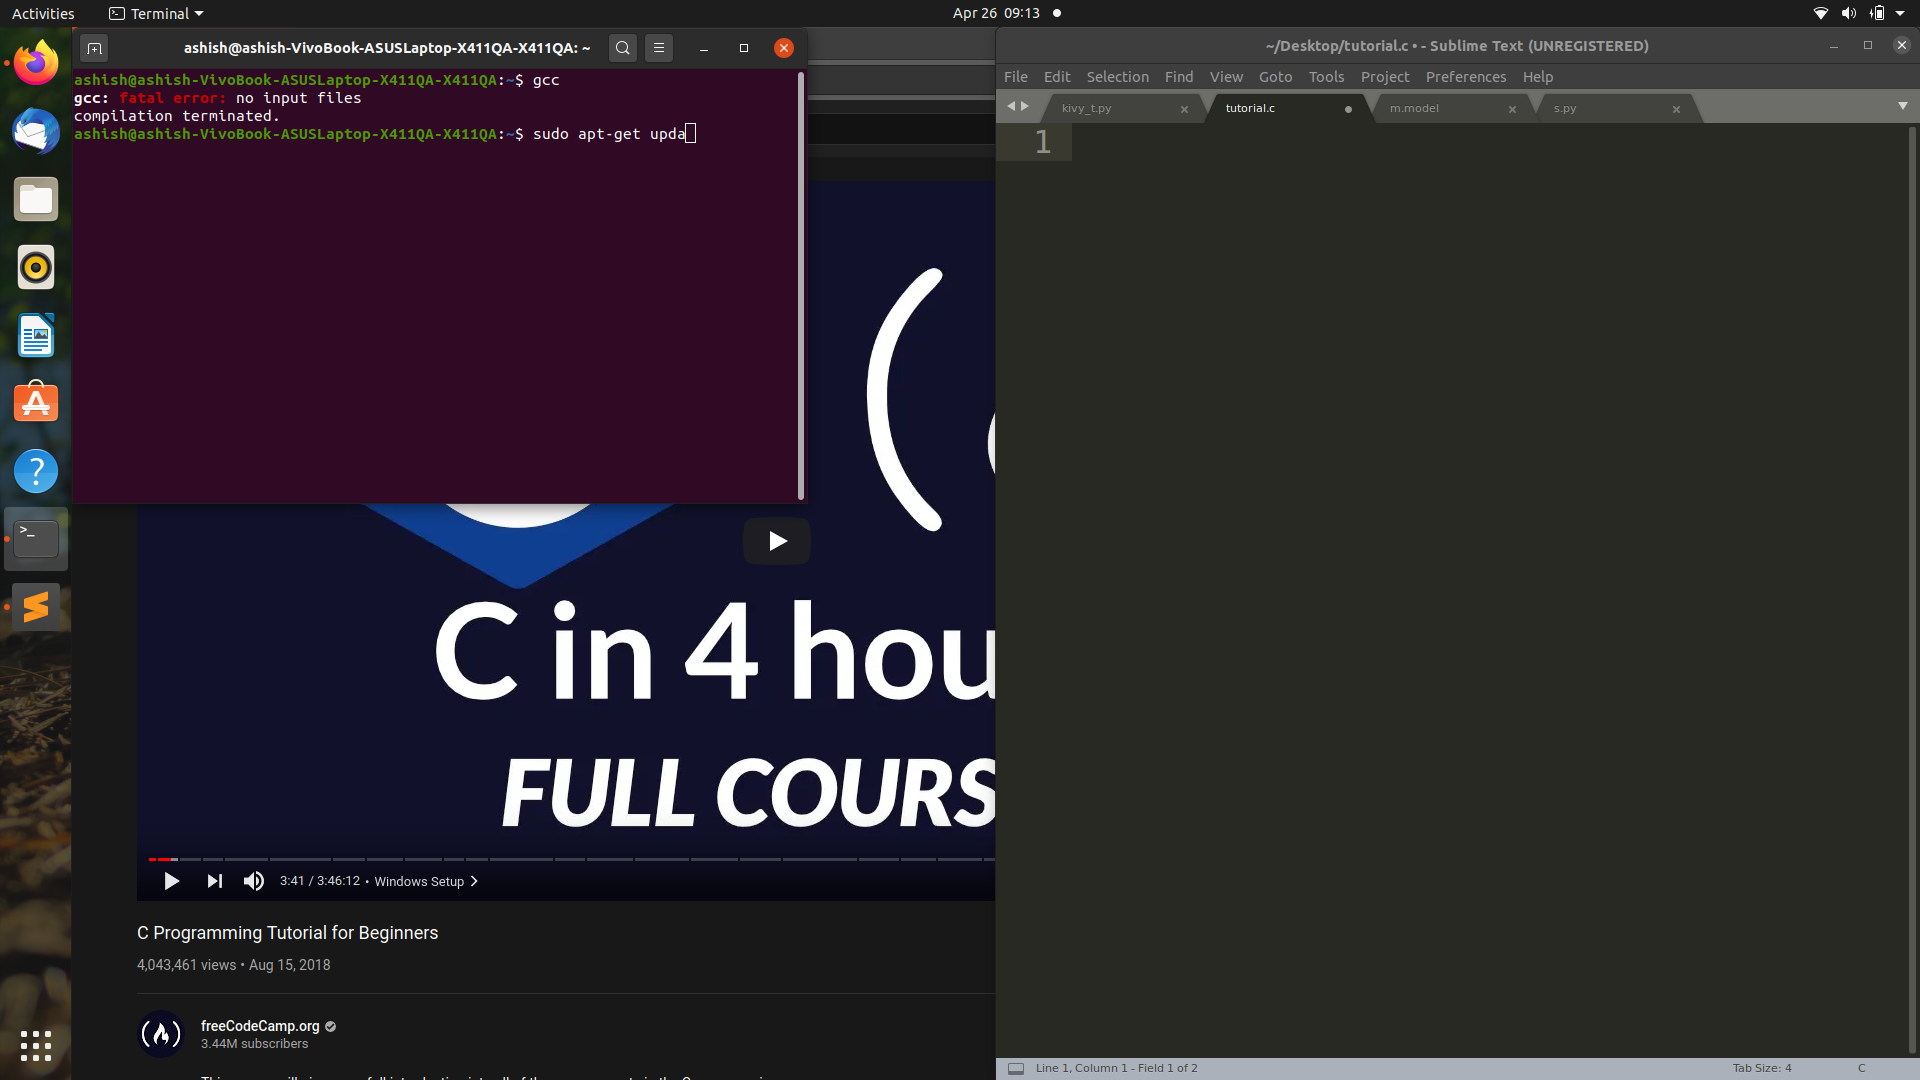 Activities
Terminal
Apr 26 09:13
ashish@ashish-VivoBook-ASUSLaptop-X411QA-X411QA: ~
ashish@ashish-VivoBook-ASUSLaptop-X411QA-X411QA:~$ gcc
gcc: fatal error: no input files
compilation terminated.
ashish@ashish-VivoBook-ASUSLaptop-X411QA-X411QA:~$ sudo apt-get upda
C in 4 hou
FULL COURS
3:41 / 3:46:12 • Windows Setup
C Programming Tutorial for Beginners
4,043,461 views • Aug 15, 2018
freeCodeCamp.org
3.44M subscribers
~/Desktop/tutorial.c • - Sublime Text (UNREGISTERED)
File Edit Selection Find View Goto Tools Project Preferences Help
kivy_t.py tutorial.c m.model s.py
1
Line 1, Column 1 - Field 1 of 2
Tab Size: 4
C